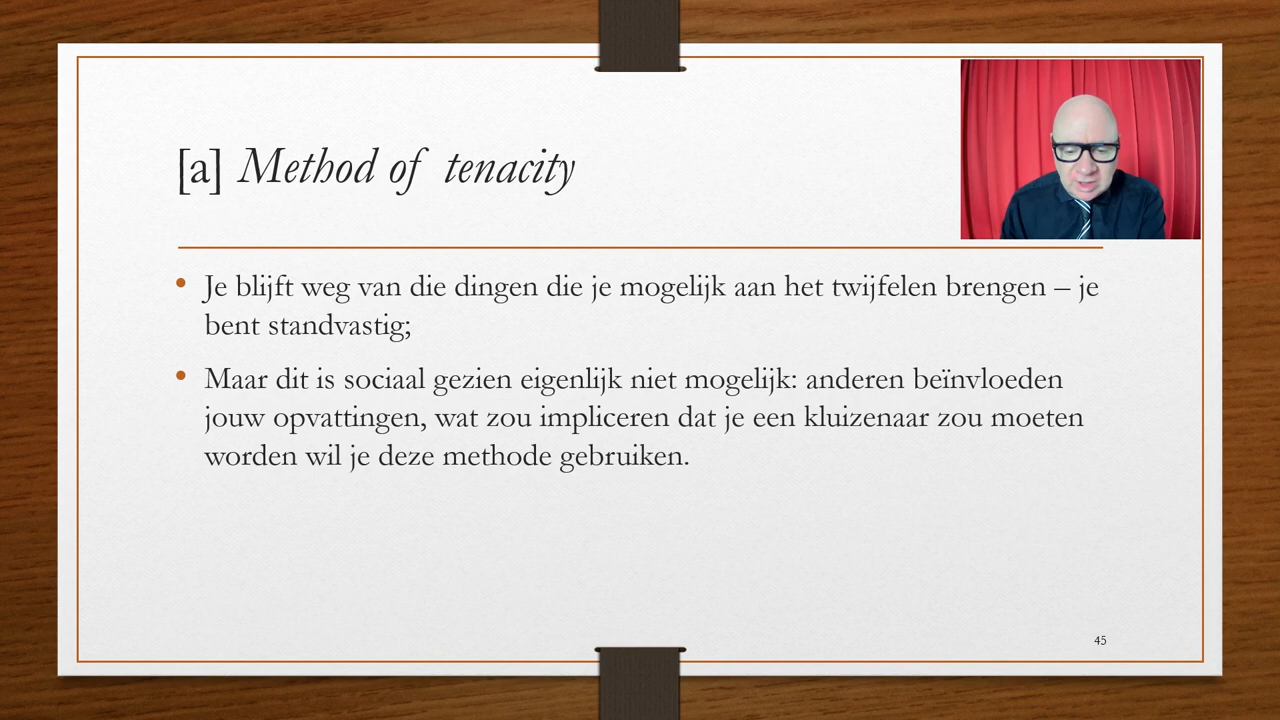 [a] Method of tenacity
• Je blijft weg van die dingen die je mogelijk aan het twijfelen brengen – je
bent standvastig;
• Maar dit is sociaal gezien eigenlijk niet mogelijk: anderen beïnvloeden
jouw opvattingen, wat zou impliceren dat je een kluizenaar zou moeten
worden wil je deze methode gebruiken.
45